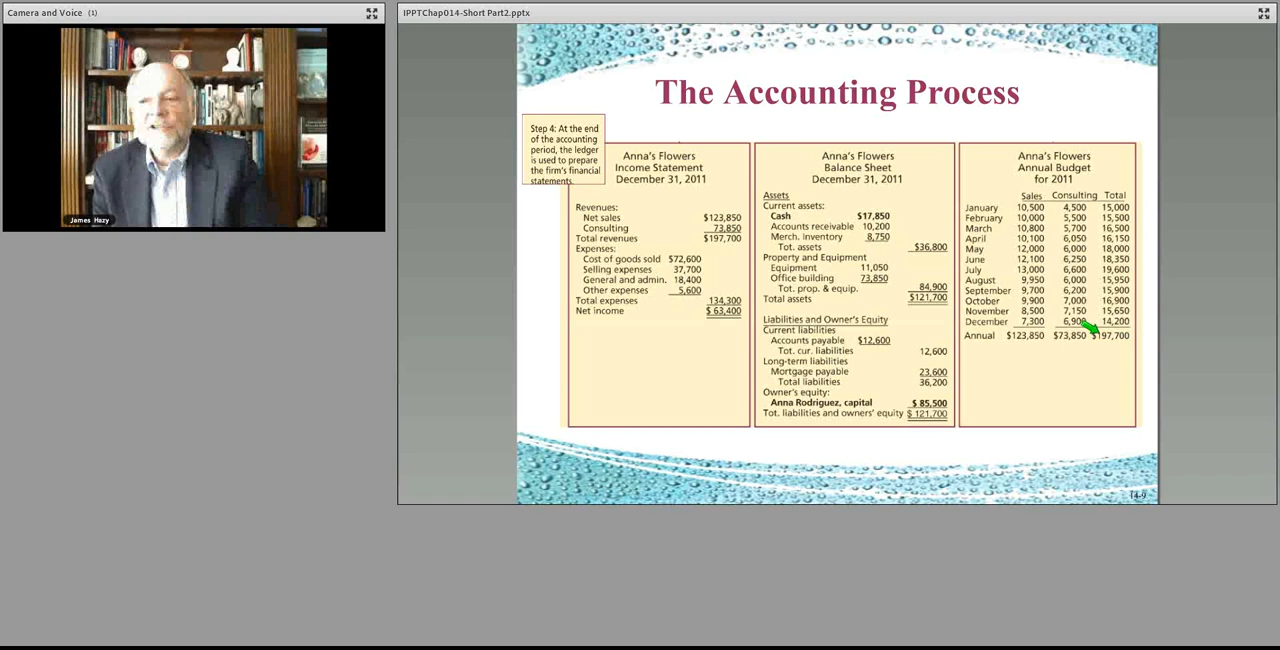 Camera and Voice (1)
James Hazy
IPPTChap014-Short Part2.pptx
The Accounting Process
Step 4: At the end
of the accounting
period, the ledger
is used to prepare
the firm's financial
statements.
Anna's Flowers
Income Statement
December 31, 2011
Revenues:
Net sales $123,850
Consulting 73,850
Total revenues $197,700
Expenses:
Cost of goods sold $72,600
Selling expenses 37,700
General and admin. 18,400
Other expenses 5,600
Total expenses 134,300
Net income $ 63,400
Anna's Flowers
Balance Sheet
December 31, 2011
Assets
Current assets:
Cash $17,850
Accounts receivable 10,200
Merch. Inventory 8,750
Tot. assets $36,800
Property and Equipment
Equipment 11,050
Office building 73,850
Tot. prop. & equip. 84,900
Total assets $121,700
Liabilities and Owner's Equity
Current liabilities
Accounts payable $12,600
Tot. cur. liabilities 12,600
Long-term liabilities
Mortgage payable 23,600
Total liabilities 36,200
Owner's equity:
Anna Rodriguez, capital $ 85,500
Tot. liabilities and owners' equity $ 121,700
Anna's Flowers
Annual Budget
for 2011
Sales Consulting Total
January 10,500 4,500 15,000
February 10,000 5,500 15,500
March 10,800 5,700 16,500
April 10,100 6,050 16,150
May 12,000 6,000 18,000
June 12,100 6,250 18,350
July 13,000 6,600 19,600
August 9,950 6,000 15,950
September 9,700 6,200 15,900
October 9,900 7,000 16,900
November 8,500 7,150 15,650
December 7,300 6,900 14,200
Annual $123,850 $73,850 $197,700
14-9